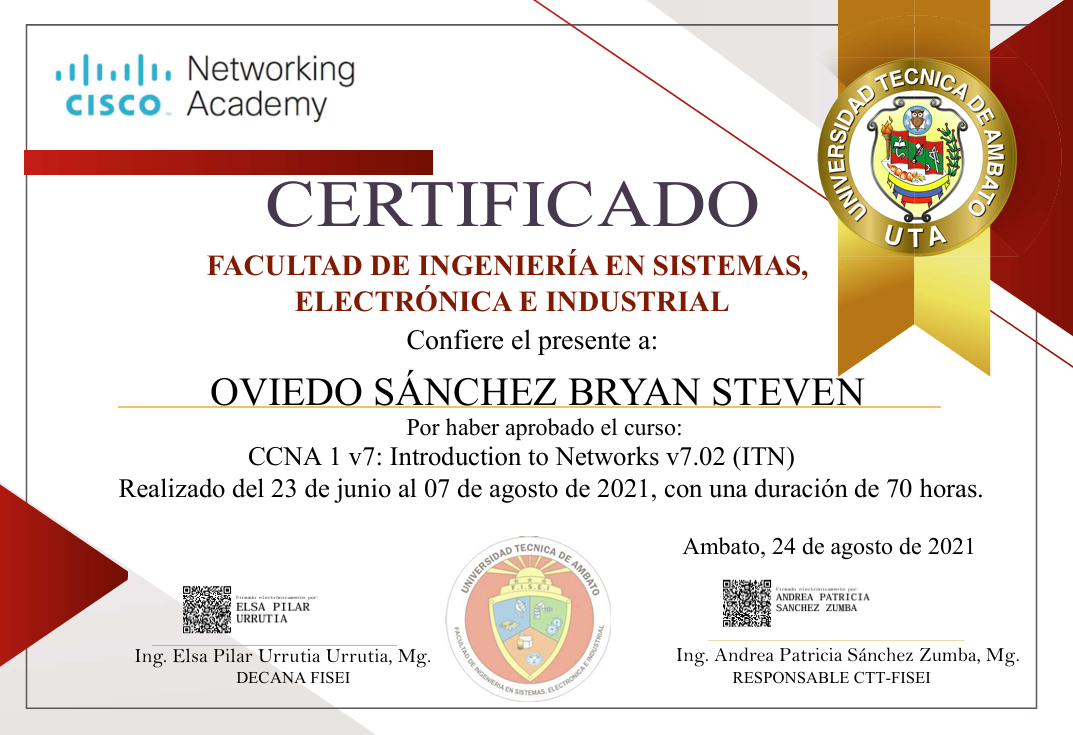 Networking
CISCO Academy
UNIVERSIDAD TECNICA DE AMBATO
UTA
CERTIFICADO
FACULTAD DE INGENIERÍA EN SISTEMAS,
ELECTRÓNICA E INDUSTRIAL
Confiere el presente a:
OVIEDO SÁNCHEZ BRYAN STEVEN
Por haber aprobado el curso:
CCNA 1 v7: Introduction to Networks v7.02 (ITN)
Realizado del 23 de junio al 07 de agosto de 2021, con una duración de 70 horas.
Ambato, 24 de agosto de 2021
Firmado electrónicamente por:
ELSA PILAR
URRUTIA
Ing. Elsa Pilar Urrutia Urrutia, Mg.
DECANA FISEI
UNIVERSIDAD TECNICA DE AMBATO
F.I.S.E.I
FACULTAD DE INGENIERIA EN SISTEMAS, ELECTRONICA E INDUSTRIAL
Firmado electrónicamente por:
ANDREA PATRICIA
SANCHEZ ZUMBA
Ing. Andrea Patricia Sánchez Zumba, Mg.
RESPONSABLE CTT-FISEI